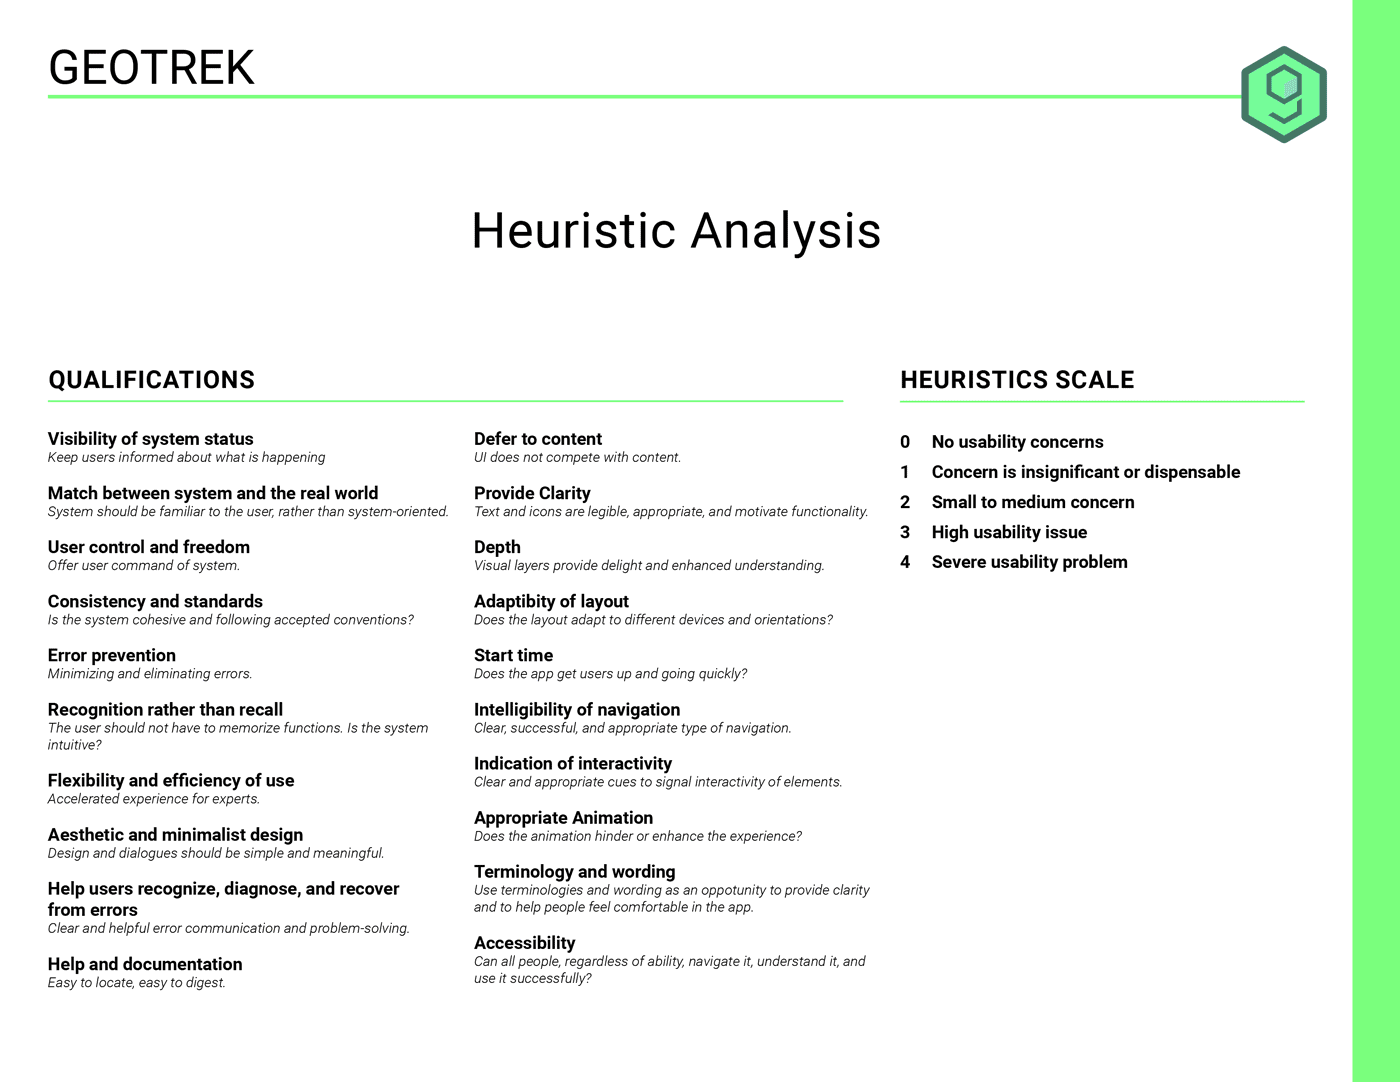 GEOTREK
g
Heuristic Analysis
QUALIFICATIONS
Visibility of system status
Keep users informed about what is happening
Match between system and the real world
System should be familiar to the user, rather than system-oriented.
User control and freedom
Offer user command of system.
Consistency and standards
Is the system cohesive and following accepted conventions?
Error prevention
Minimizing and eliminating errors.
Recognition rather than recall
The user should not have to memorize functions. Is the system
intuitive?
Flexibility and efficiency of use
Accelerated experience for experts.
Aesthetic and minimalist design
Design and dialogues should be simple and meaningful.
Help users recognize, diagnose, and recover
from errors
Clear and helpful error communication and problem-solving.
Help and documentation
Easy to locate, easy to digest.
Defer to content
UI does not compete with content.
Provide Clarity
Text and icons are legible, appropriate, and motivate functionality.
Depth
Visual layers provide delight and enhanced understanding.
Adaptibity of layout
Does the layout adapt to different devices and orientations?
Start time
Does the app get users up and going quickly?
Intelligibility of navigation
Clear, successful, and appropriate type of navigation.
Indication of interactivity
Clear and appropriate cues to signal interactivity of elements.
Appropriate Animation
Does the animation hinder or enhance the experience?
Terminology and wording
Use terminologies and wording as an oppotunity to provide clarity
and to help people feel comfortable in the app.
Accessibility
Can all people, regardless of ability, navigate it, understand it, and
use it successfully?
HEURISTICS SCALE
0 No usability concerns
1 Concern is insignificant or dispensable
2 Small to medium concern
3 High usability issue
4 Severe usability problem